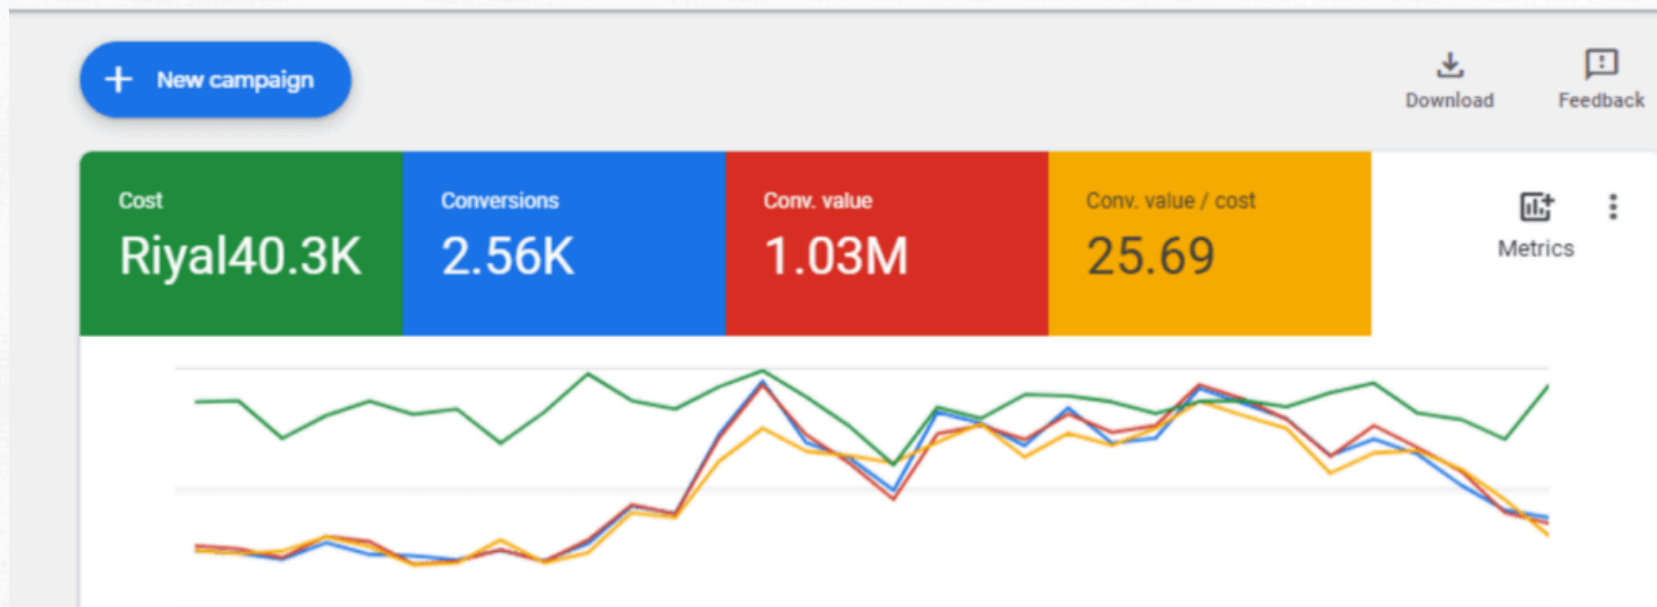 New campaign
Download
Feedback
Cost
Conversions
Conv. value
Conv. value / cost
Riyal40.3K
2.56K
1.03M
25.69
Metrics